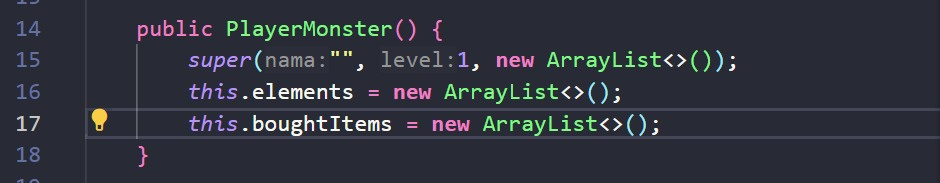 14 public PlayerMonster() {
15 super(nama:"", level:1, new ArrayList<>());
16 this.elements = new ArrayList<>();
17 this.boughtItems = new ArrayList<>();
18 }